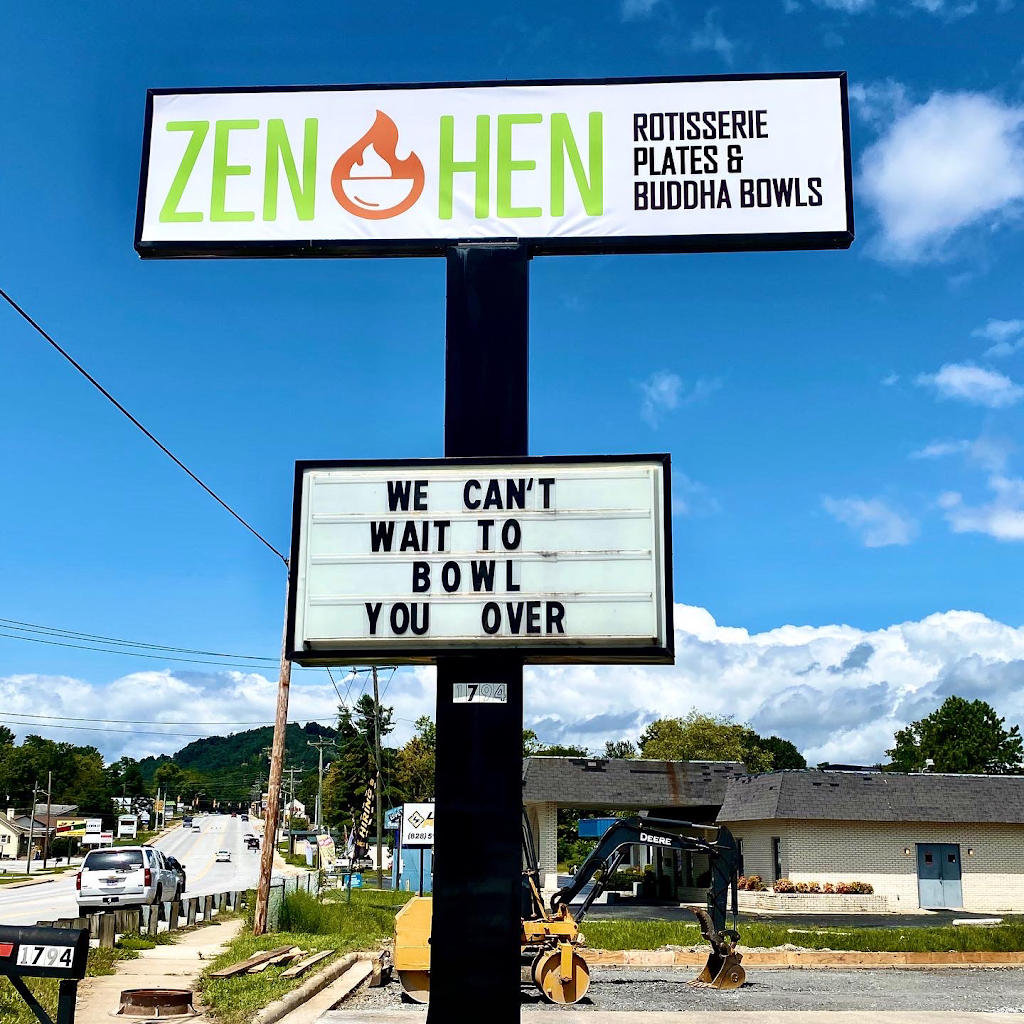 ZEN HEN
ROTISSERIE
PLATES &
BUDDHA BOWLS
WE CAN'T
WAIT TO
BOWL
YOU OVER
1794
DEERE
1794